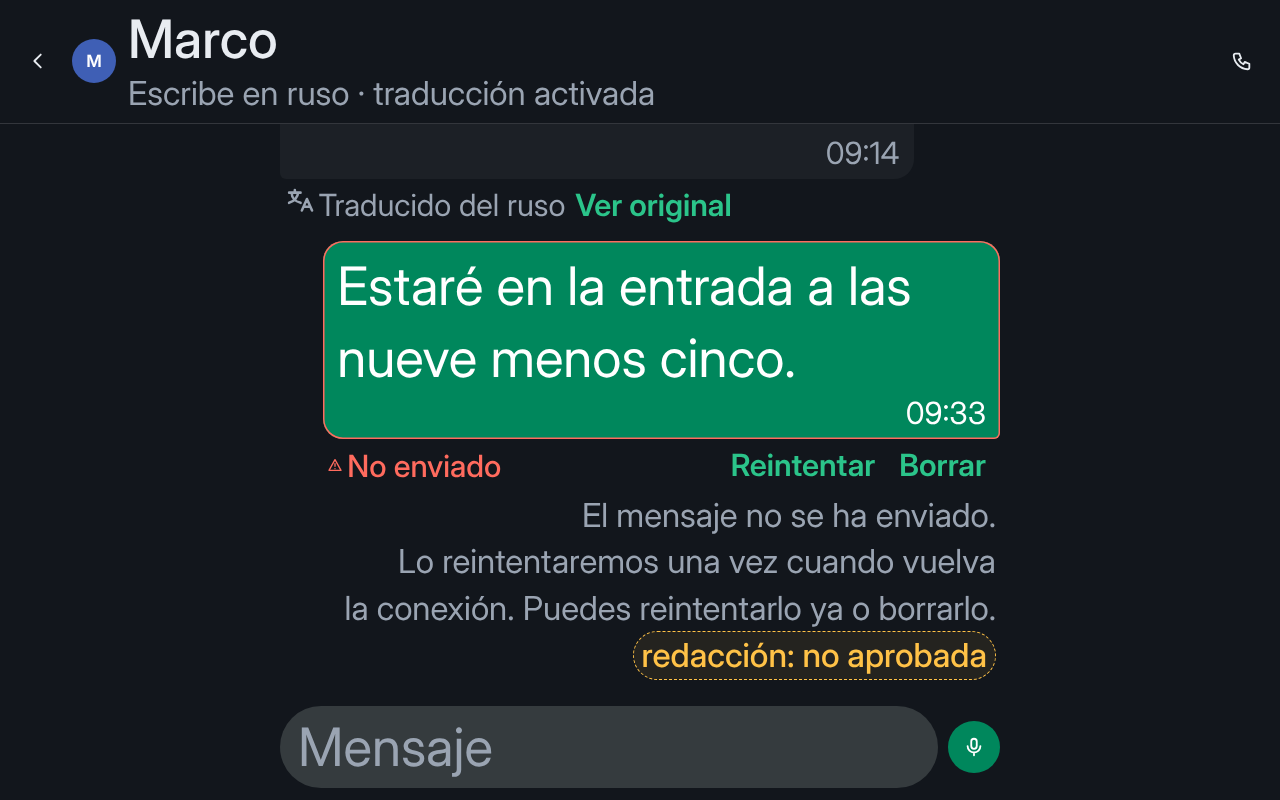 M
Marco
Escribe en ruso · traducción activada
09:14
Traducido del ruso Ver original
Estaré en la entrada a las
nueve menos cinco.
09:33
No enviado Reintentar Borrar
El mensaje no se ha enviado.
Lo reintentaremos una vez cuando vuelva
la conexión. Puedes reintentarlo ya o borrarlo.
redacción: no aprobada
Mensaje